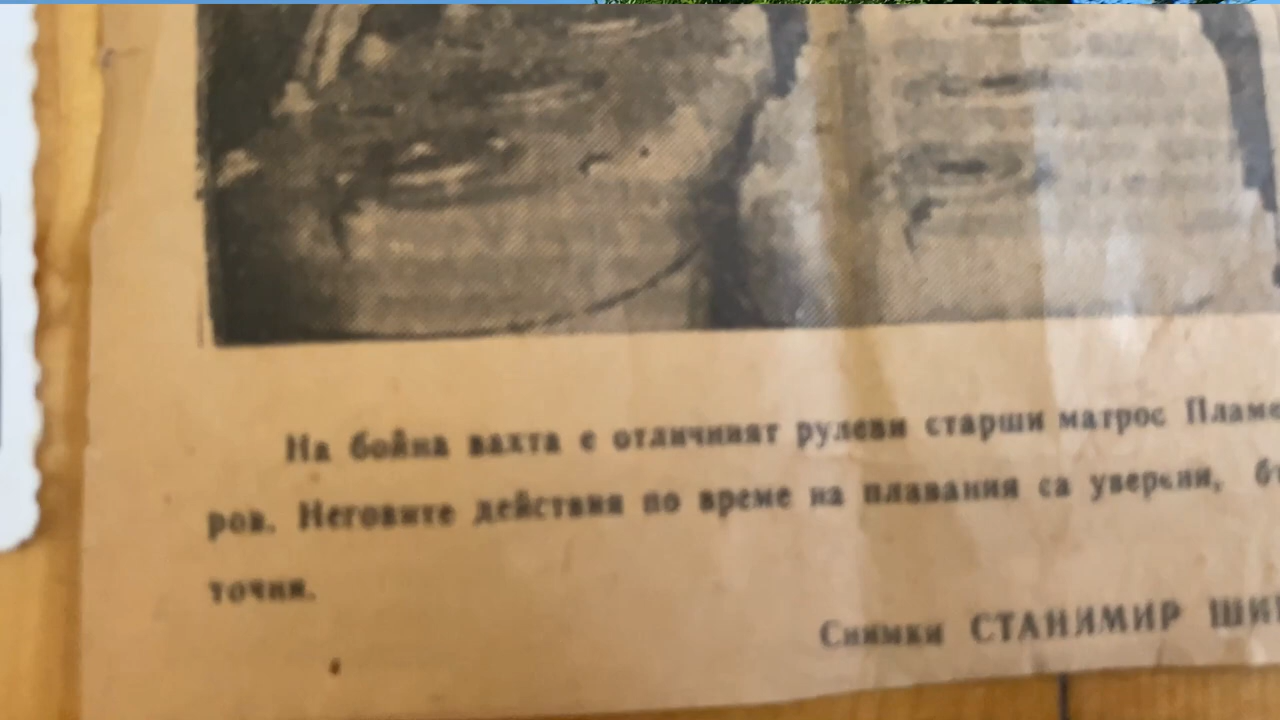 На бойна вахта е отличният рулеви старши матрос Пламе
ров. Неговите действия по време на плавания са уверени,
точни.
Снимки СТАНИМИР